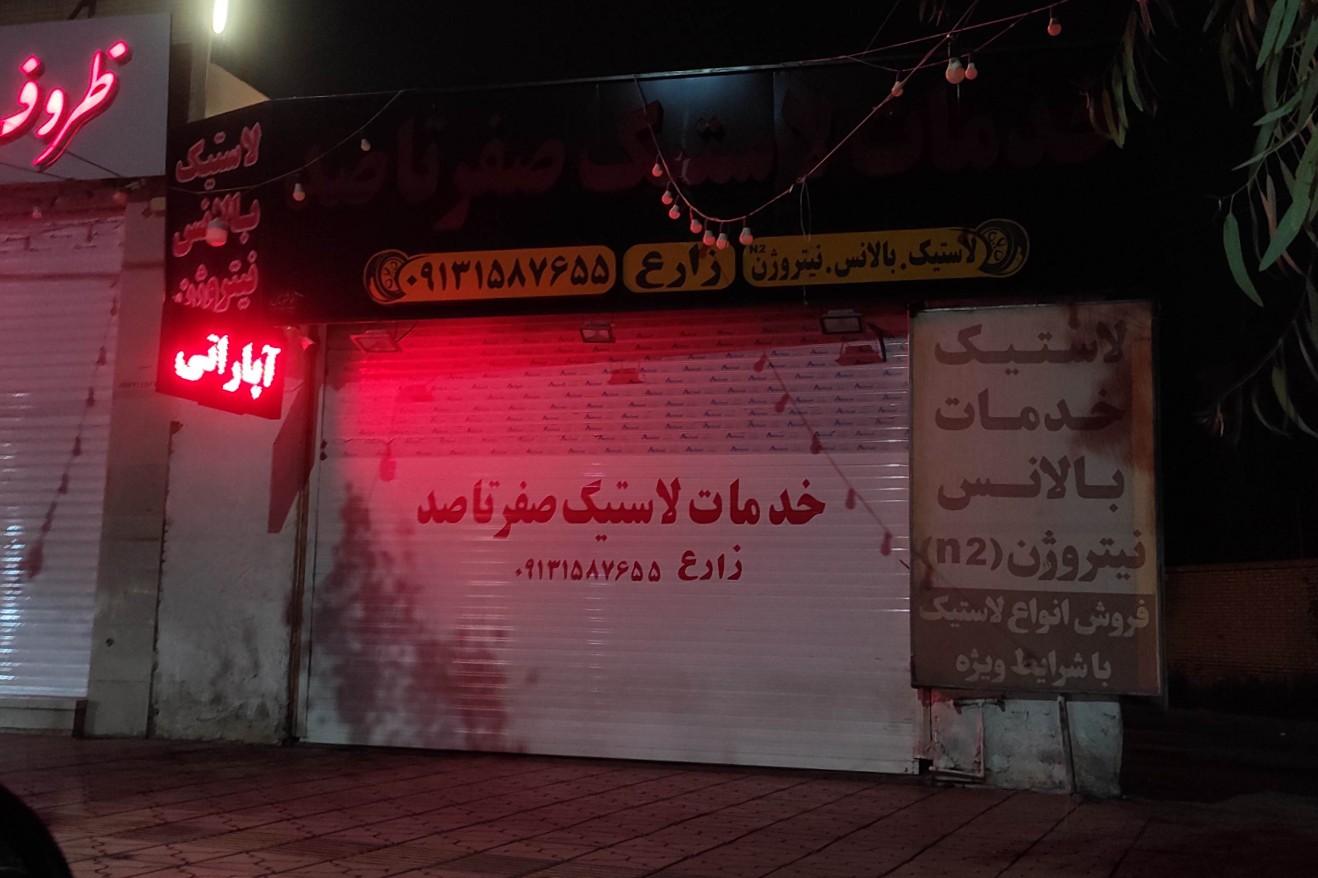 ظروف
لاستیک
بالانس
نیتروژن
آپاراتی
خدمات لاستیک صفر تا صد
لاستیک . بالانس . نیتروژن N2
زارع
۰۹۱۳۱۵۸۷۶۵۵
خدمات لاستیک صفر تا صد
زارع ۰۹۱۳۱۵۸۷۶۵۵
لاستیک
خدمات
بالانس
نیتروژن (n2)
فروش انواع لاستیک
با شرایط ویژه